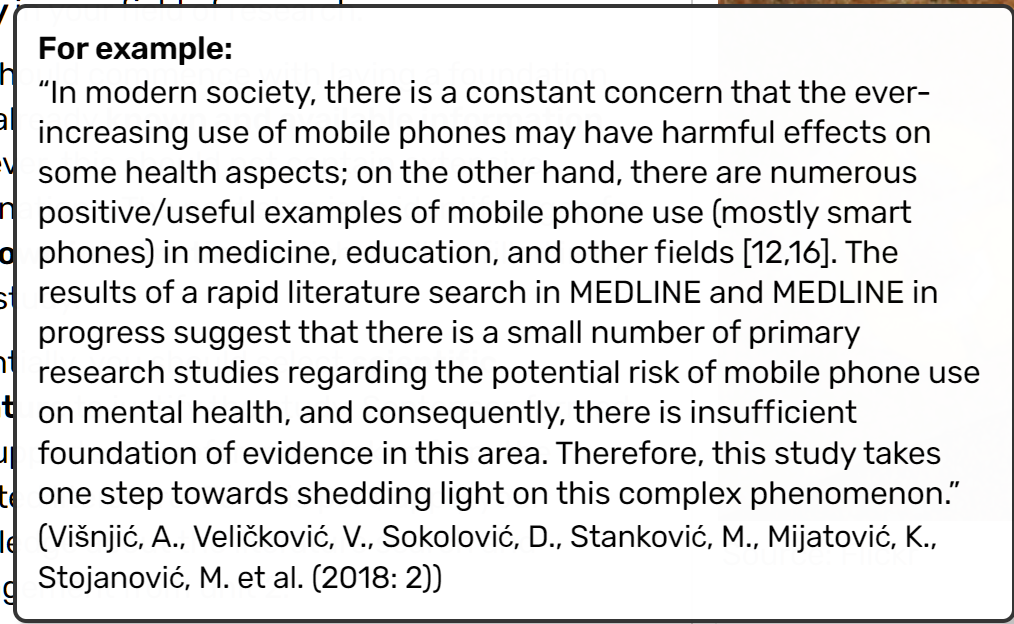 For example:
“In modern society, there is a constant concern that the ever-
increasing use of mobile phones may have harmful effects on
some health aspects; on the other hand, there are numerous
positive/useful examples of mobile phone use (mostly smart
phones) in medicine, education, and other fields [12,16]. The
results of a rapid literature search in MEDLINE and MEDLINE in
progress suggest that there is a small number of primary
research studies regarding the potential risk of mobile phone use
on mental health, and consequently, there is insufficient
foundation of evidence in this area. Therefore, this study takes
one step towards shedding light on this complex phenomenon.”
(Višnjić, A., Veličković, V., Sokolović, D., Stanković, M., Mijatović, K.,
Stojanović, M. et al. (2018: 2))